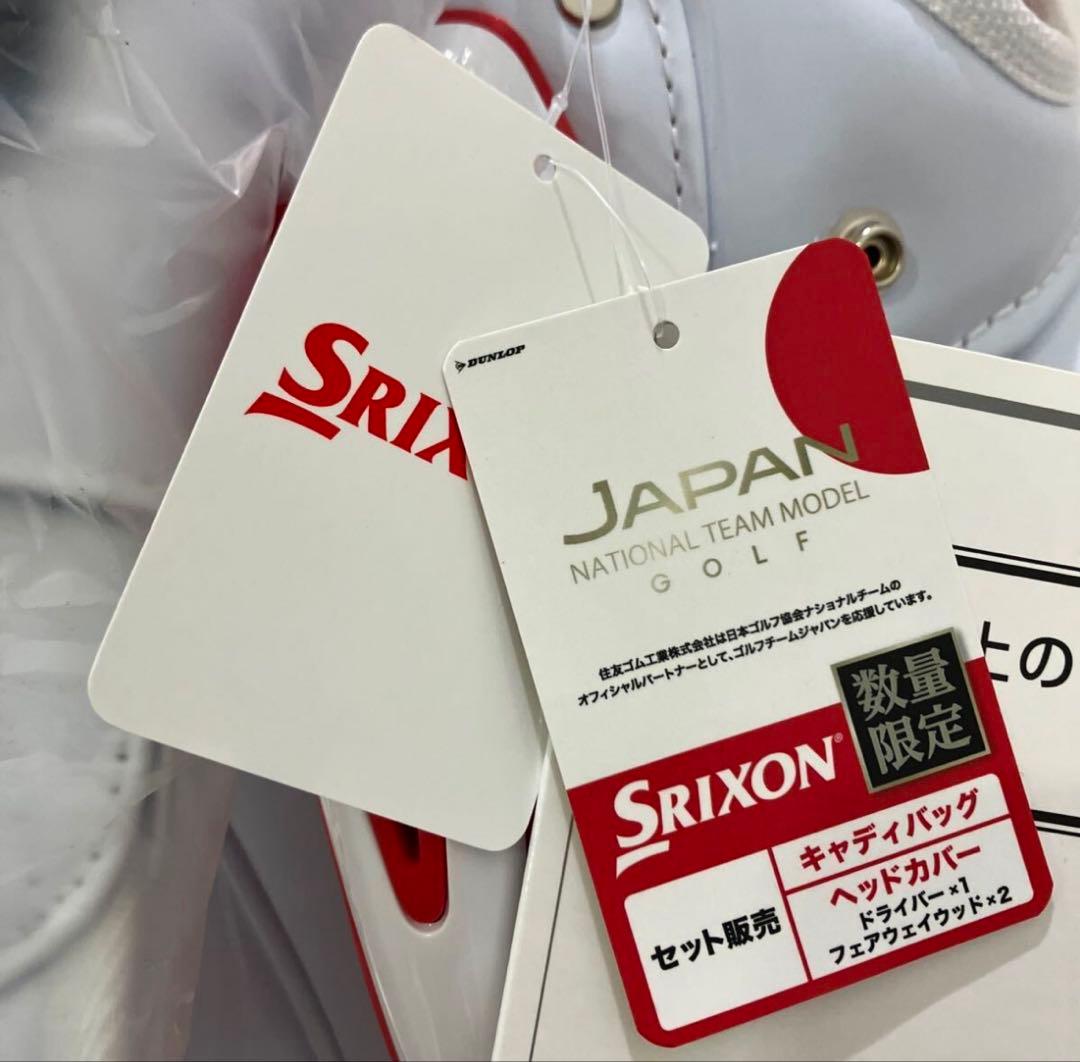 SRIX
DUNLOP
JAPAN
NATIONAL TEAM MODEL
GOLF
住友ゴム工業株式会社は日本ゴルフ協会ナショナルチームの
オフィシャルパートナーとして、ゴルフチームジャパンを応援しています。
数量
限定
SRIXON®
セット販売
キャディバッグ
ヘッドカバー
ドライバー×1
フェアウェイウッド×2
上の